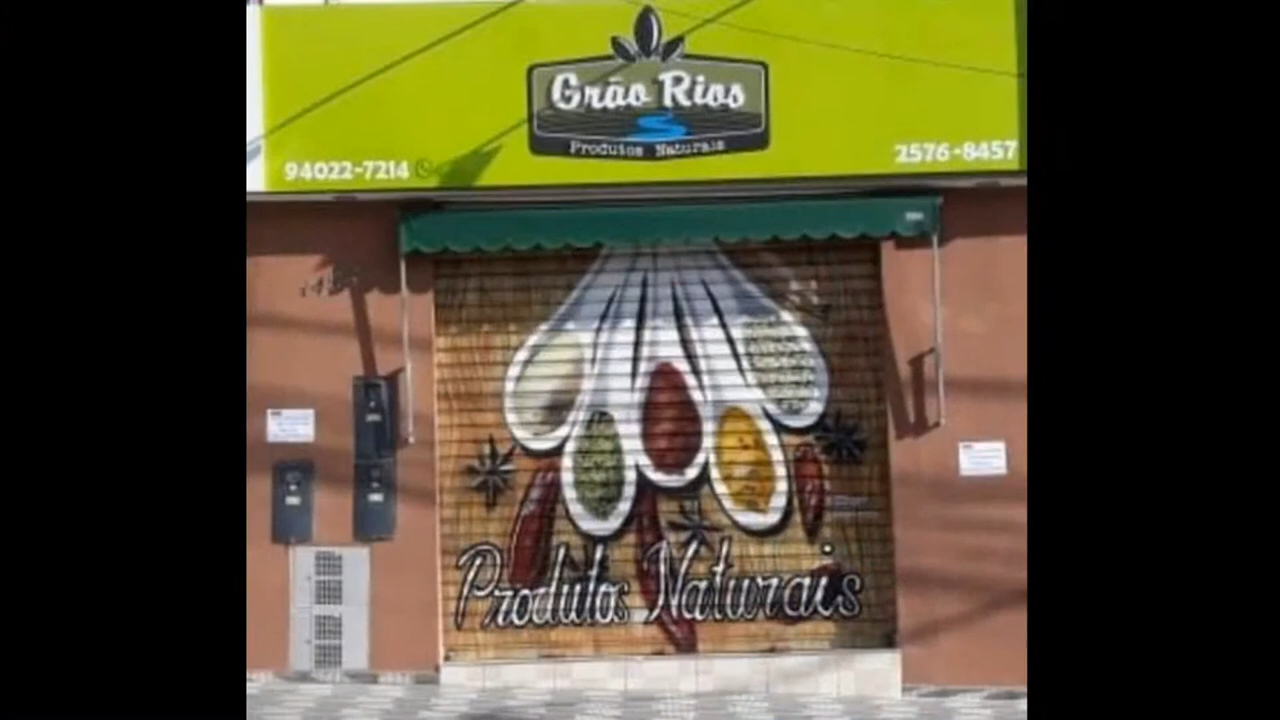 Grão Rios
Produtos Naturais
94022-7214
2576-8457
Produtos Naturais